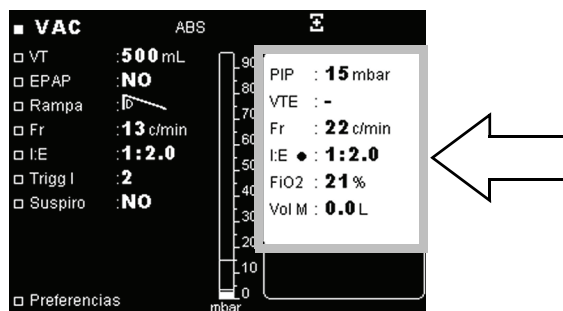 VAC ABS
VT :500 mL
EPAP :NO
Rampa :
Fr :13 c/min
I:E :1:2.0
Trigg I :2
Suspiro :NO
Preferencias
90
80
70
60
50
40
30
20
10
0
mbar
PIP : 15 mbar
VTE : -
Fr : 22 c/min
I:E : 1:2.0
FiO2 : 21 %
Vol M : 0.0 L